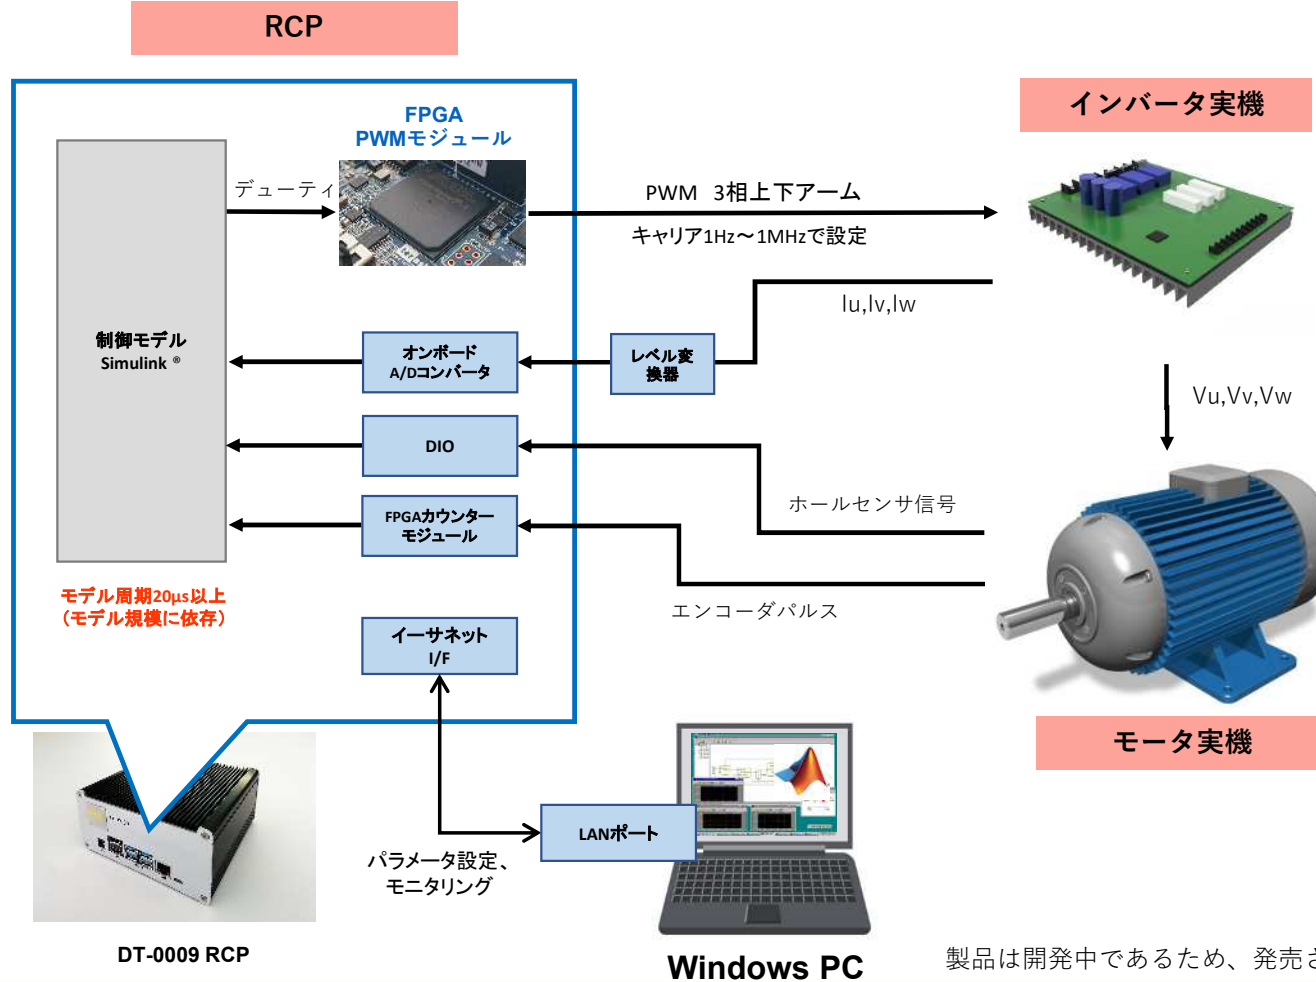 RCP
FPGA
PWMモジュール
インバータ実機
デューティ
PWM 3相上下アーム
キャリア1Hz～1MHzで設定
Iu,Iv,Iw
制御モデル
Simulink ®
オンボード
A/Dコンバータ
レベル変
換器
Vu,Vv,Vw
DIO
ホールセンサ信号
FPGAカウンター
モジュール
モデル周期20μs以上
（モデル規模に依存）
エンコーダパルス
イーサネット
I/F
モータ実機
LANポート
パラメータ設定、
モニタリング
DT-0009 RCP
Windows PC
製品は開発中であるため、発売さ